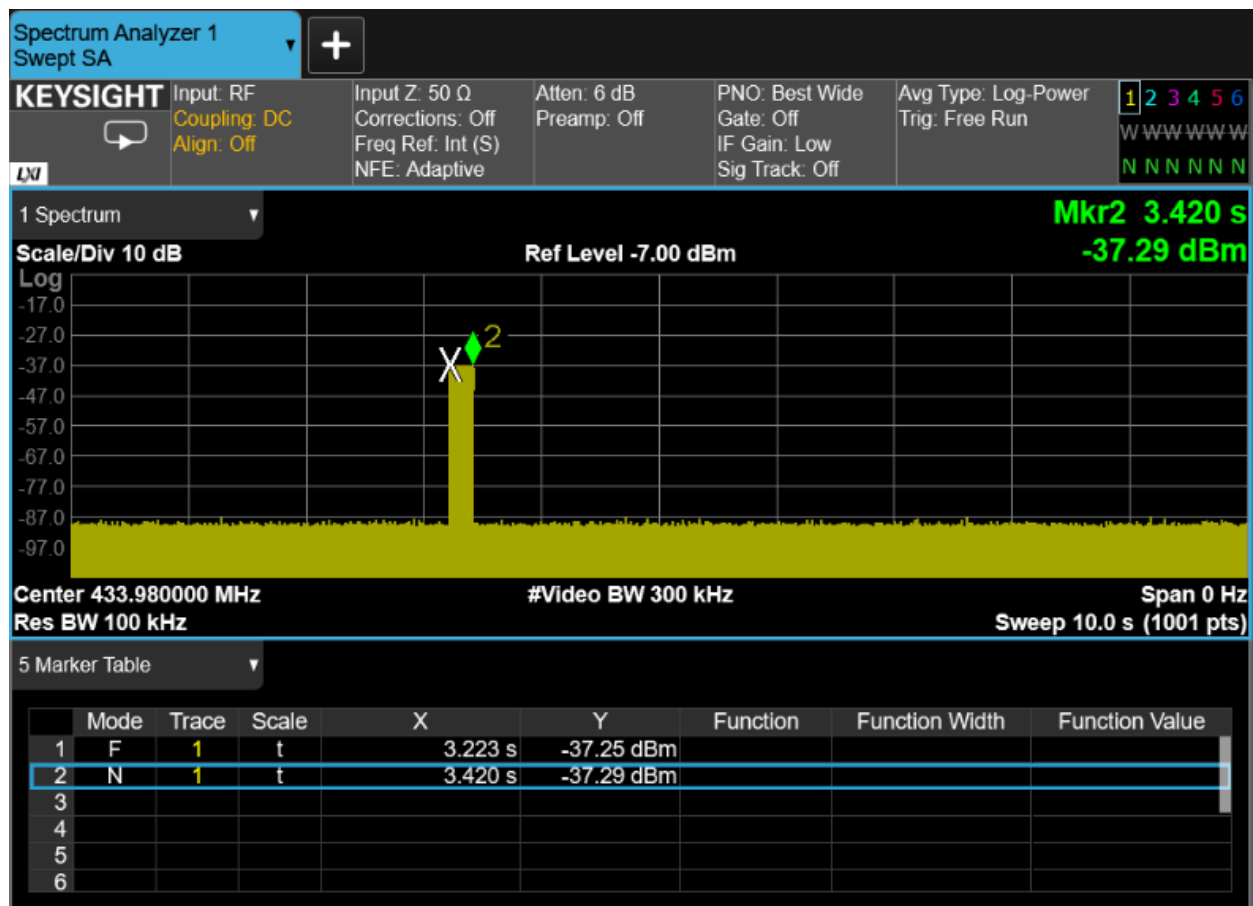 Spectrum Analyzer 1
Swept SA
+
KEYSIGHT
LXI
Input: RF
Coupling: DC
Align: Off
Input Z: 50 Ω
Corrections: Off
Freq Ref: Int (S)
NFE: Adaptive
Atten: 6 dB
Preamp: Off
PNO: Best Wide
Gate: Off
IF Gain: Low
Sig Track: Off
Avg Type: Log-Power
Trig: Free Run
1 2 3 4 5 6
W W W W W W
N N N N N N
1 Spectrum
Mkr2 3.420 s
-37.29 dBm
Scale/Div 10 dB
Ref Level -7.00 dBm
Log
-17.0
-27.0
-37.0
-47.0
-57.0
-67.0
-77.0
-87.0
-97.0
X
2
Center 433.980000 MHz
#Video BW 300 kHz
Span 0 Hz
Res BW 100 kHz
Sweep 10.0 s (1001 pts)
5 Marker Table
Mode Trace Scale X Y Function Function Width Function Value
1 F 1 t 3.223 s -37.25 dBm
2 N 1 t 3.420 s -37.29 dBm
3
4
5
6